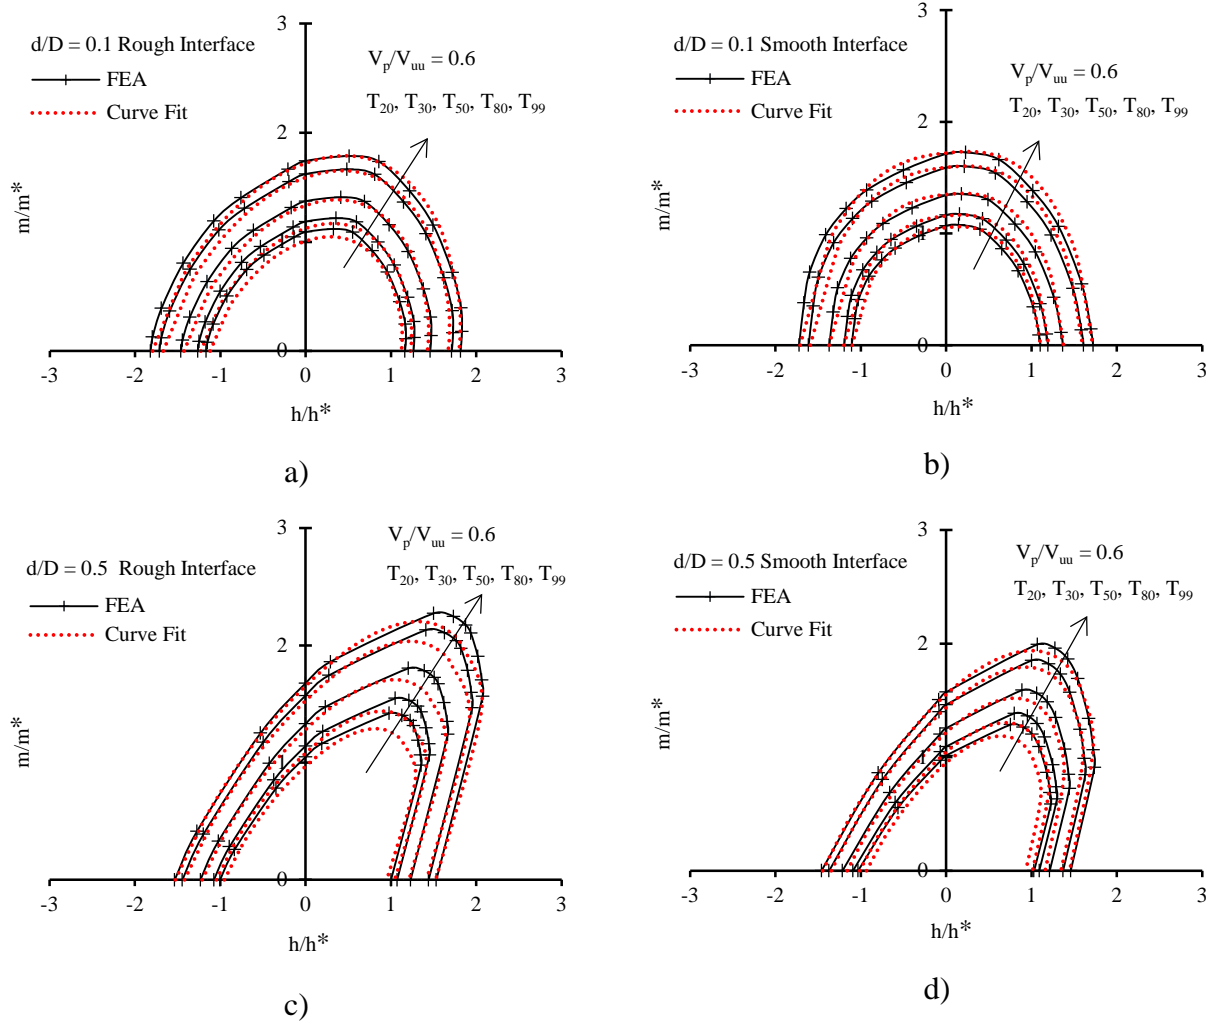 3
d/D = 0.1 Rough Interface
FEA
Curve Fit
Vp/Vuu = 0.6
T20, T30, T50, T80, T99
2
1
0
m/m*
-3 -2 -1 0 1 2 3
h/h*
a)
3
d/D = 0.1 Smooth Interface
FEA
Curve Fit
Vp/Vuu = 0.6
T20, T30, T50, T80, T99
2
1
0
m/m*
-3 -2 -1 0 1 2 3
h/h*
b)
3
d/D = 0.5 Rough Interface
FEA
Curve Fit
Vp/Vuu = 0.6
T20, T30, T50, T80, T99
2
1
0
m/m*
-3 -2 -1 0 1 2 3
h/h*
c)
3
d/D = 0.5 Smooth Interface
FEA
Curve Fit
Vp/Vuu = 0.6
T20, T30, T50, T80, T99
2
1
0
m/m*
-3 -2 -1 0 1 2 3
h/h*
d)